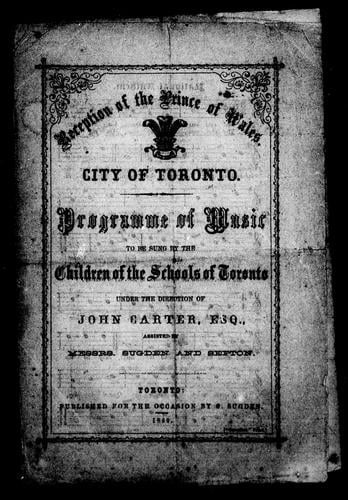 Reception of the Prince of Wales.
CITY OF TORONTO.
Programme of Music
TO BE SUNG BY THE
Children of the Schools of Toronto
UNDER THE DIRECTION OF
JOHN CARTER, ESQ.,
ASSISTED BY
MESSRS. SUGDEN AND SEFTON.
TORONTO:
PUBLISHED FOR THE OCCASION BY S. SUGDEN.
1860.